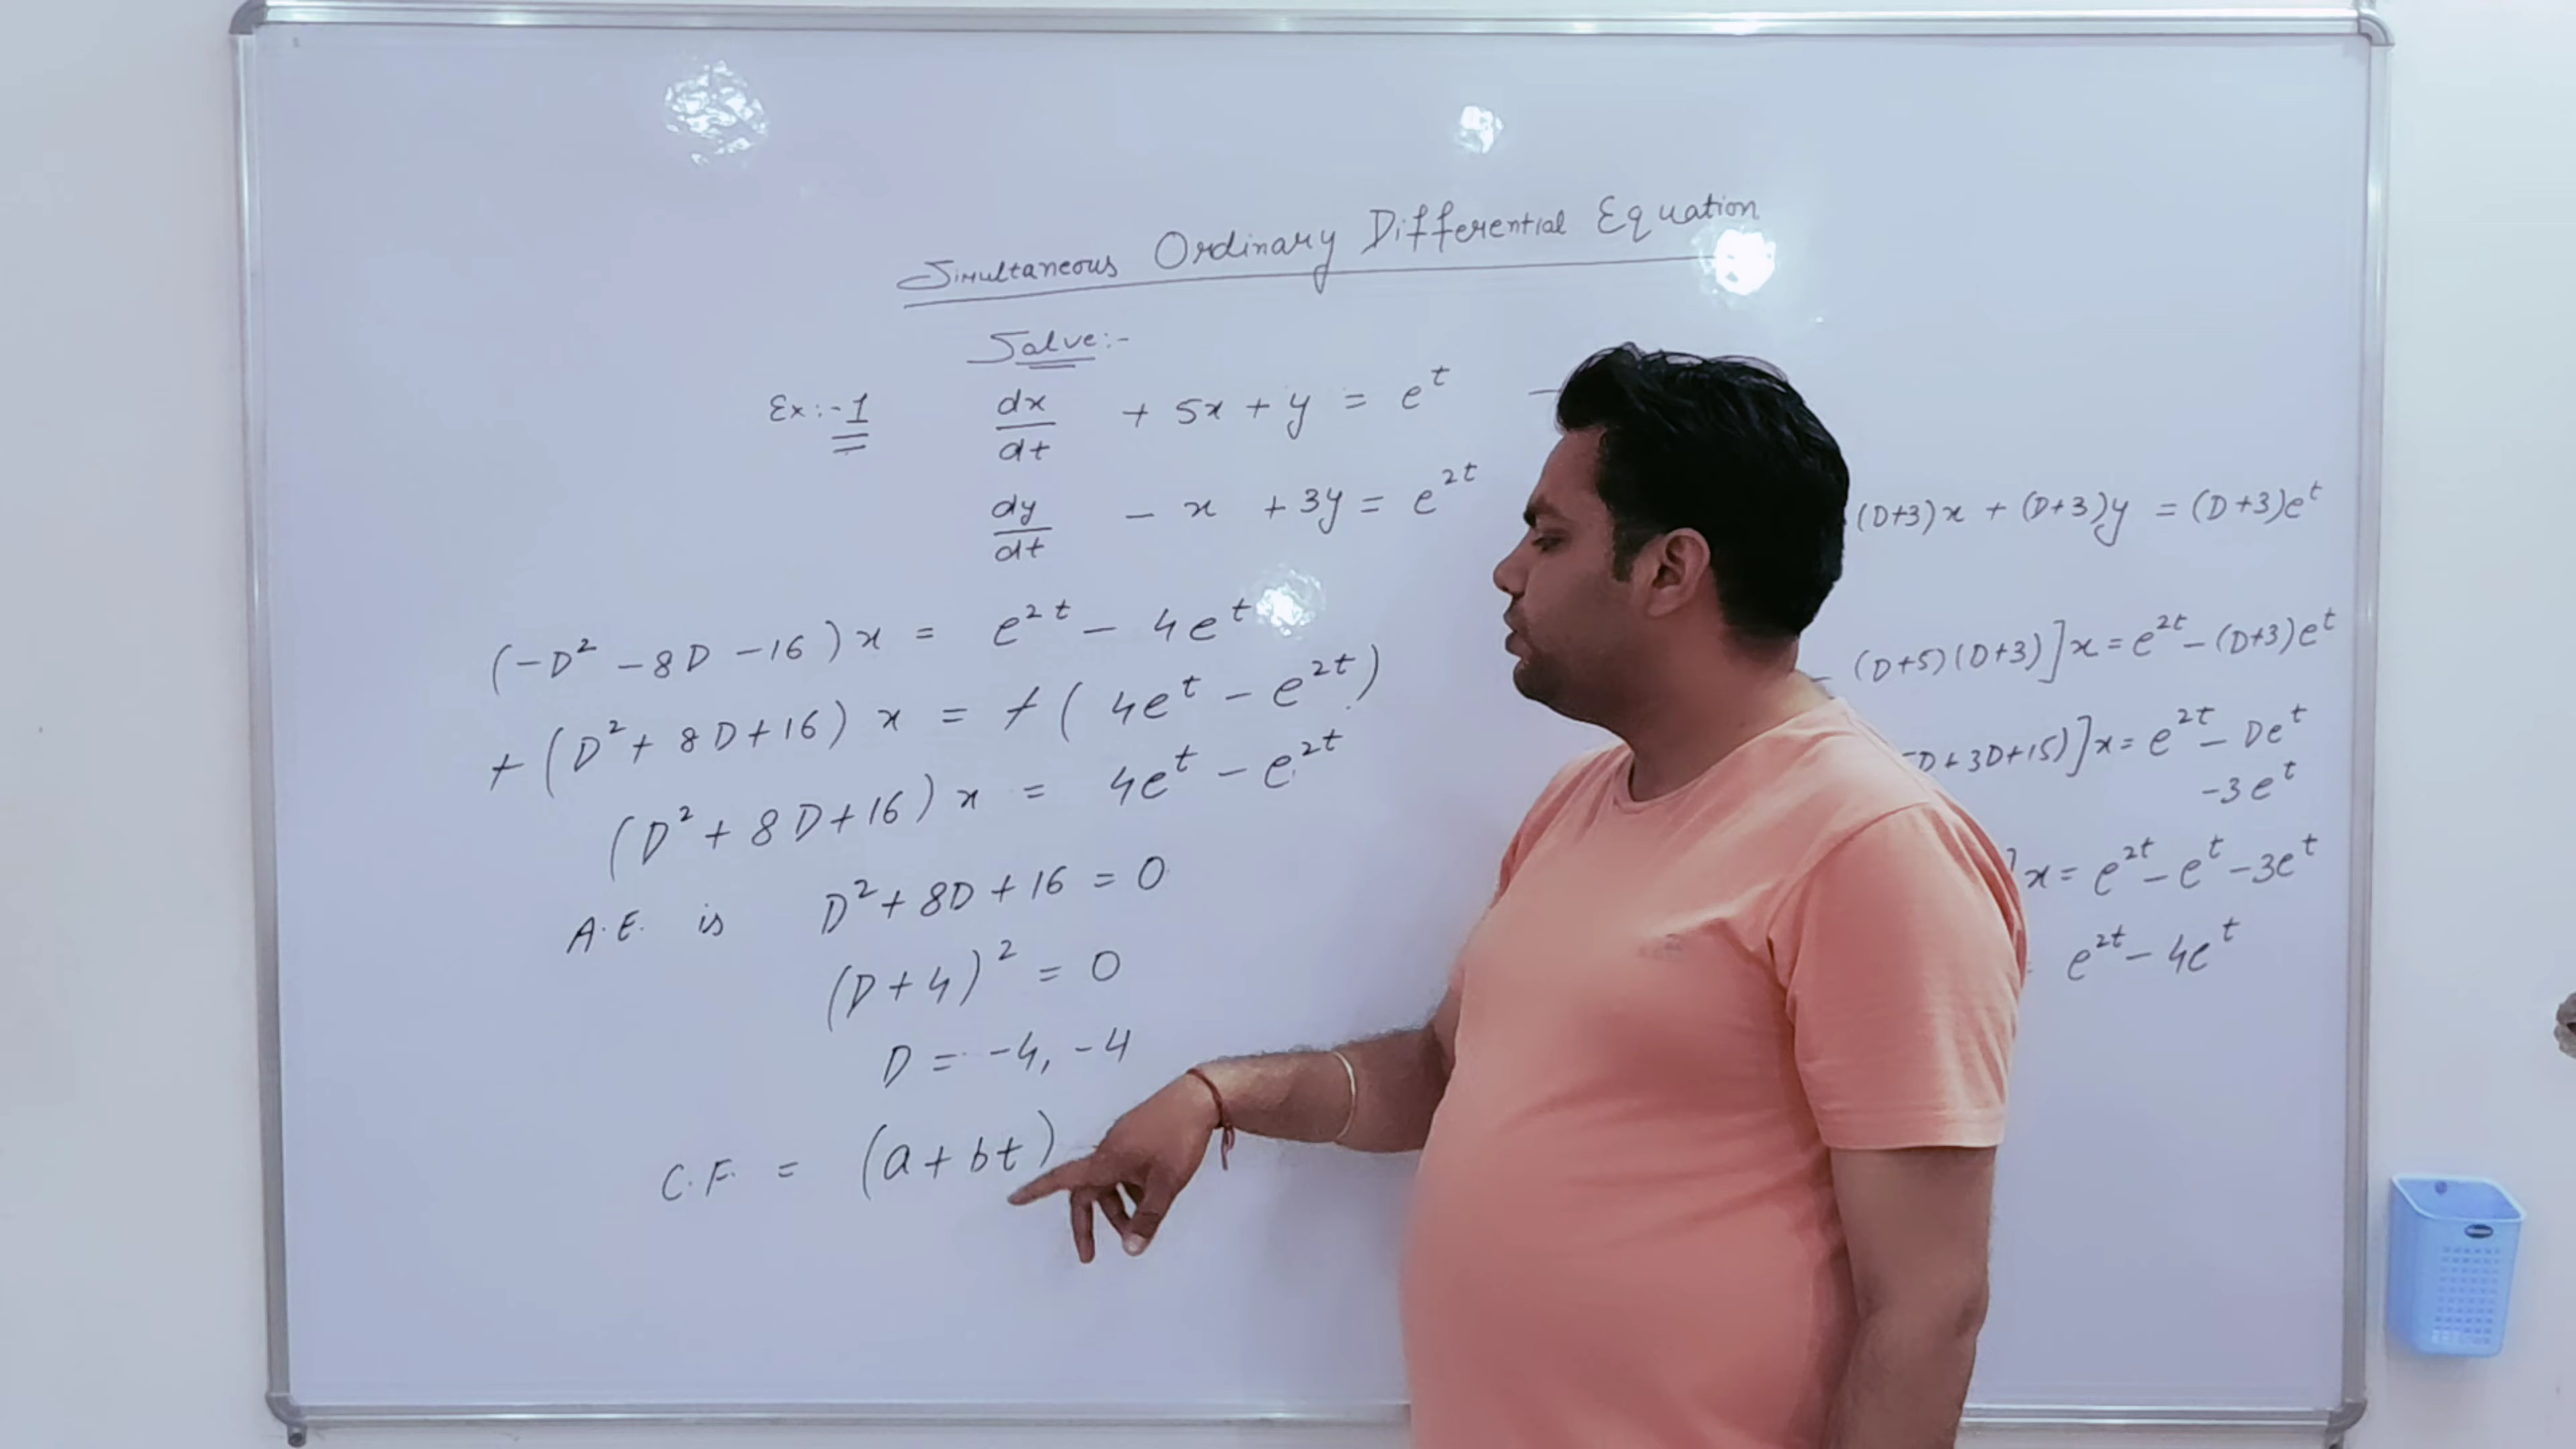 Simultaneous Ordinary Differential Equation
Solve:-
Ex:-1 dx/dt + 5x + y = e^t -
dy/dt - x + 3y = e^2t
(-D² - 8D - 16) x = e^2t - 4e^t
+ (D² + 8D + 16) x = + (4e^t - e^2t)
(D² + 8D + 16) x = 4e^t - e^2t
A.E. is D² + 8D + 16 = 0
(D + 4)² = 0
D = -4, -4
C.F. = (a + bt)
(D+3)x + (D+3)y = (D+3)e^t
- (D+5)(D+3)]x = e^2t - (D+3)e^t
D + 3D + 15)]x = e^2t - De^t
-3e^t
]x = e^2t - e^t - 3e^t
= e^2t - 4e^t